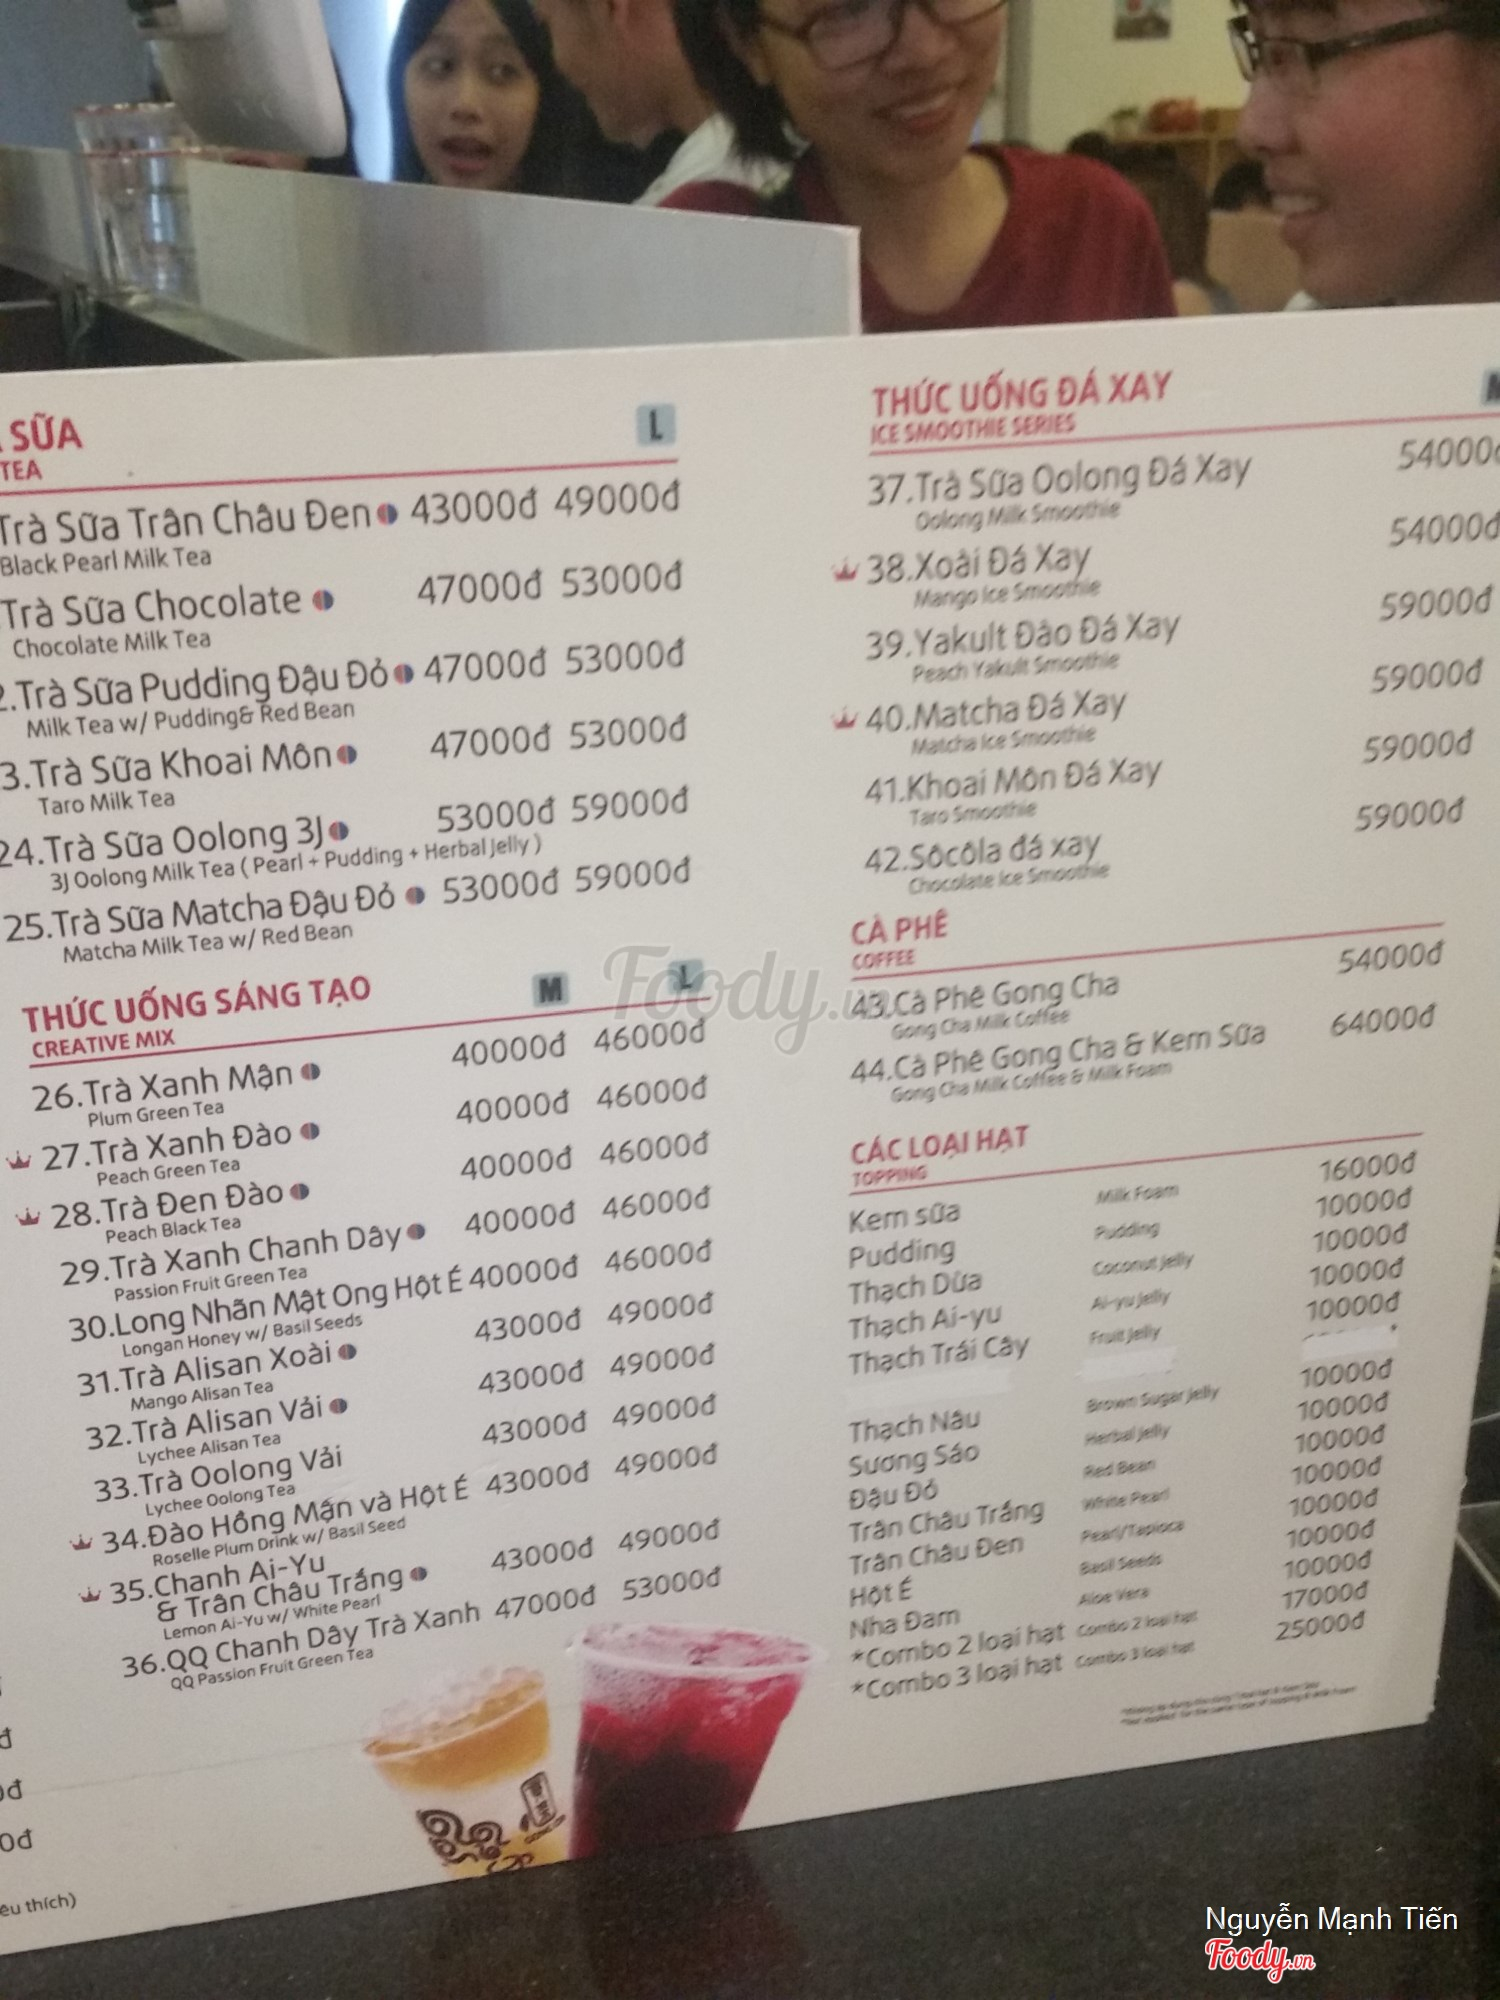 SỮA
L
TEA
Trà Sữa Trân Châu Đen 43000đ 49000đ
Black Pearl Milk Tea
Trà Sữa Chocolate 47000đ 53000đ
Chocolate Milk Tea
2.Trà Sữa Pudding Đậu Đỏ 47000đ 53000đ
Milk Tea w/ Pudding& Red Bean
3.Trà Sữa Khoai Môn 47000đ 53000đ
Taro Milk Tea
24.Trà Sữa Oolong 3J 53000đ 59000đ
3J Oolong Milk Tea ( Pearl + Pudding + Herbal Jelly )
25.Trà Sữa Matcha Đậu Đỏ 53000đ 59000đ
Matcha Milk Tea w/ Red Bean
THỨC UỐNG SÁNG TẠO M L
CREATIVE MIX
26.Trà Xanh Mận 40000đ 46000đ
Plum Green Tea
27.Trà Xanh Đào 40000đ 46000đ
Peach Green Tea
28.Trà Đen Đào 40000đ 46000đ
Peach Black Tea
29.Trà Xanh Chanh Dây 40000đ 46000đ
Passion Fruit Green Tea
30.Long Nhãn Mật Ong Hột É 40000đ 46000đ
Longan Honey w/ Basil Seeds
31.Trà Alisan Xoài 43000đ 49000đ
Mango Alisan Tea
32.Trà Alisan Vải 43000đ 49000đ
Lychee Alisan Tea
33.Trà Oolong Vải 43000đ 49000đ
Lychee Oolong Tea
34.Đào Hồng Mận và Hột É 43000đ 49000đ
Roselle Plum Drink w/ Basil Seed
35.Chanh Ai-Yu
& Trân Châu Trắng 43000đ 49000đ
Lemon Ai-Yu w/ White Pearl
36.QQ Chanh Dây Trà Xanh 47000đ 53000đ
QQ Passion Fruit Green Tea
THỨC UỐNG ĐÁ XAY
ICE SMOOTHIE SERIES
37.Trà Sữa Oolong Đá Xay 54000đ
Oolong Milk Smoothie
38.Xoài Đá Xay 54000đ
Mango Ice Smoothie
39.Yakult Đào Đá Xay 59000đ
Peach Yakult Smoothie
40.Matcha Đá Xay 59000đ
Matcha Ice Smoothie
41.Khoai Môn Đá Xay 59000đ
Taro Smoothie
42.Sôcôla đá xay 59000đ
Chocolate Ice Smoothie
CÀ PHÊ
COFFEE
43.Cà Phê Gong Cha 54000đ
Gong Cha Milk Coffee
44.Cà Phê Gong Cha & Kem Sữa 64000đ
Gong Cha Milk Coffee & Milk Foam
CÁC LOẠI HẠT
TOPPING
Kem sữa Milk Foam 16000đ
Pudding Pudding 10000đ
Thạch Dừa Coconut Jelly 10000đ
Thạch Ai-yu Ai-yu Jelly 10000đ
Thạch Trái Cây Fruit Jelly 10000đ
Thạch Nâu Brown Sugar Jelly 10000đ
Sương Sáo Herbal Jelly 10000đ
Đậu Đỏ Red Bean 10000đ
Trân Châu Trắng White Pearl 10000đ
Trân Châu Đen Pearl/Tapioca 10000đ
Hột É Basil Seeds 10000đ
Nha Đam Aloe Vera 10000đ
*Combo 2 loại hạt Combo 2 loại hạt 17000đ
*Combo 3 loại hạt Combo 3 loại hạt 25000đ
đ
0đ
0đ
êu thích)
Foody.vn
Nguyễn Mạnh Tiến
Foody.vn